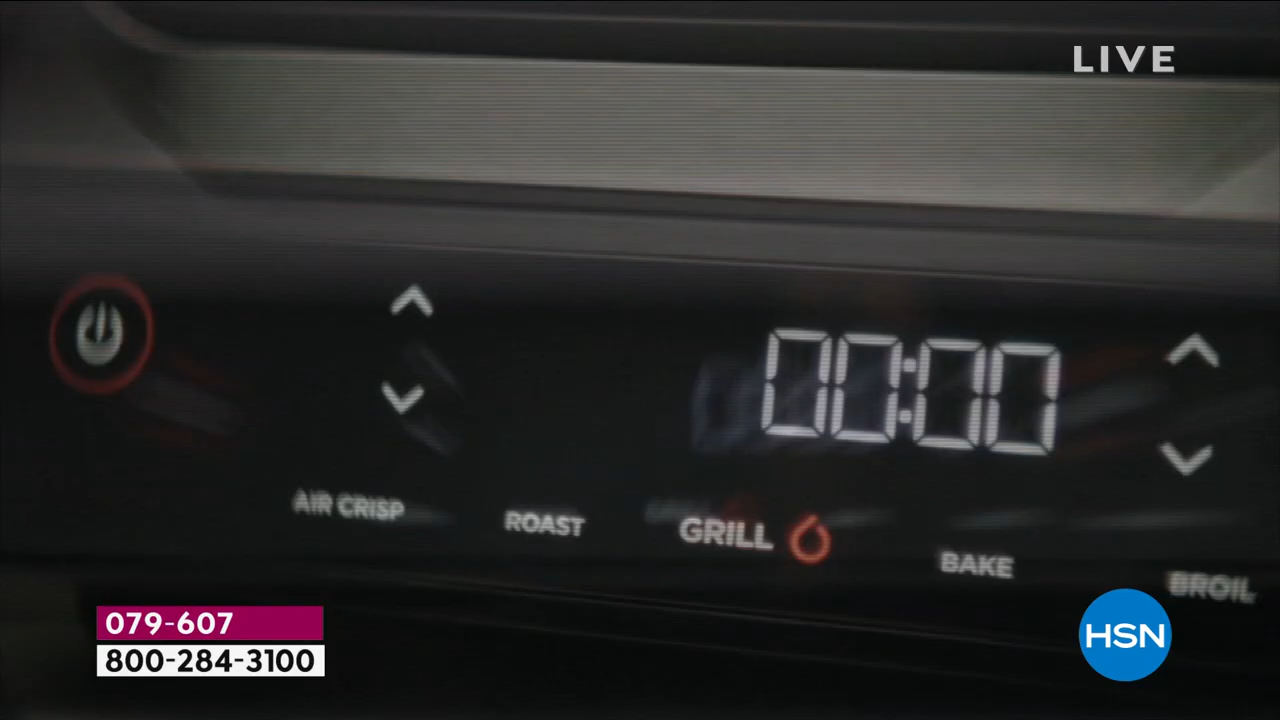 LIVE
00:00
AIR CRISP
ROAST
GRILL
BAKE
BROIL
079-607
800-284-3100
HSN